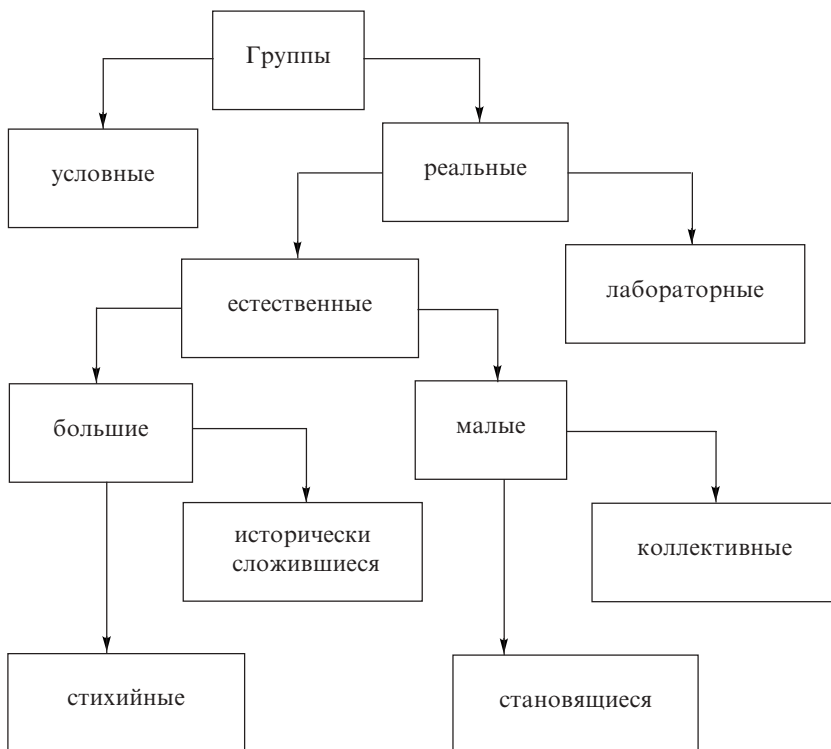 Группы
условные
реальные
естественные
лабораторные
большие
малые
исторически
сложившиеся
коллективные
стихийные
становящиеся